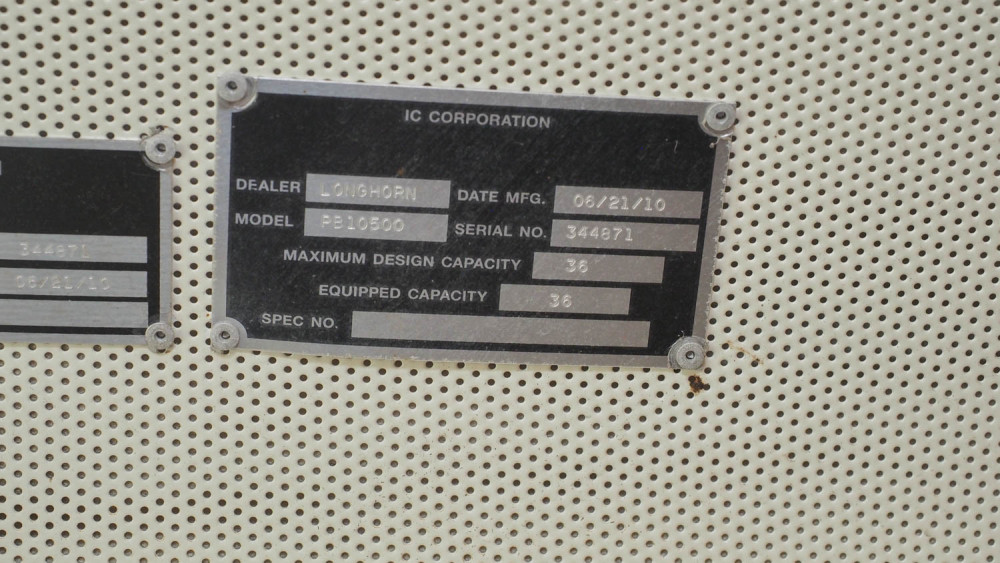 IC CORPORATION
DEALER LONGHORN DATE MFG. 06/21/10
MODEL PB10500 SERIAL NO. 344871
MAXIMUM DESIGN CAPACITY 36
EQUIPPED CAPACITY 36
SPEC NO.
344871
06/21/10